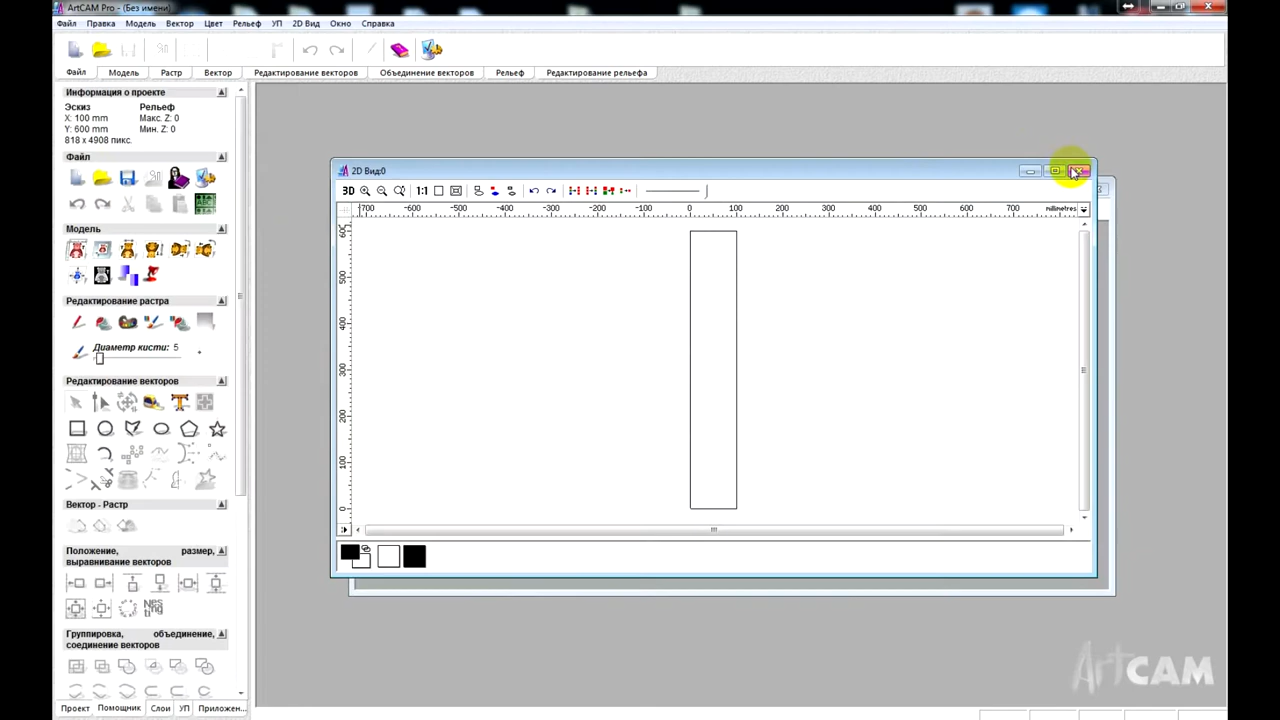 ArtCAM Pro - (Без имени)
Файл Правка Модель Вектор Цвет Рельеф УП 2D Вид Окно Справка
Файл Модель Растр Вектор Редактирование векторов Объединение векторов Рельеф Редактирование рельефа
Информация о проекте
Эскиз Рельеф
X: 100 mm Макс. Z: 0
Y: 600 mm Мин. Z: 0
818 x 4908 пикс.
Файл
Модель
Редактирование растра
Диаметр кисти: 5
Редактирование векторов
Вектор - Растр
Положение, размер,
выравнивание векторов
Nes
ting
Группировка, объединение,
соединение векторов
Проект Помощник Слои УП Приложен...
2D Вид:0
3D 1:1
-700 -600 -500 -400 -300 -200 -100 0 100 200 300 400 500 600 700 millimetres
600
500
400
300
200
100
0
ArtCAM